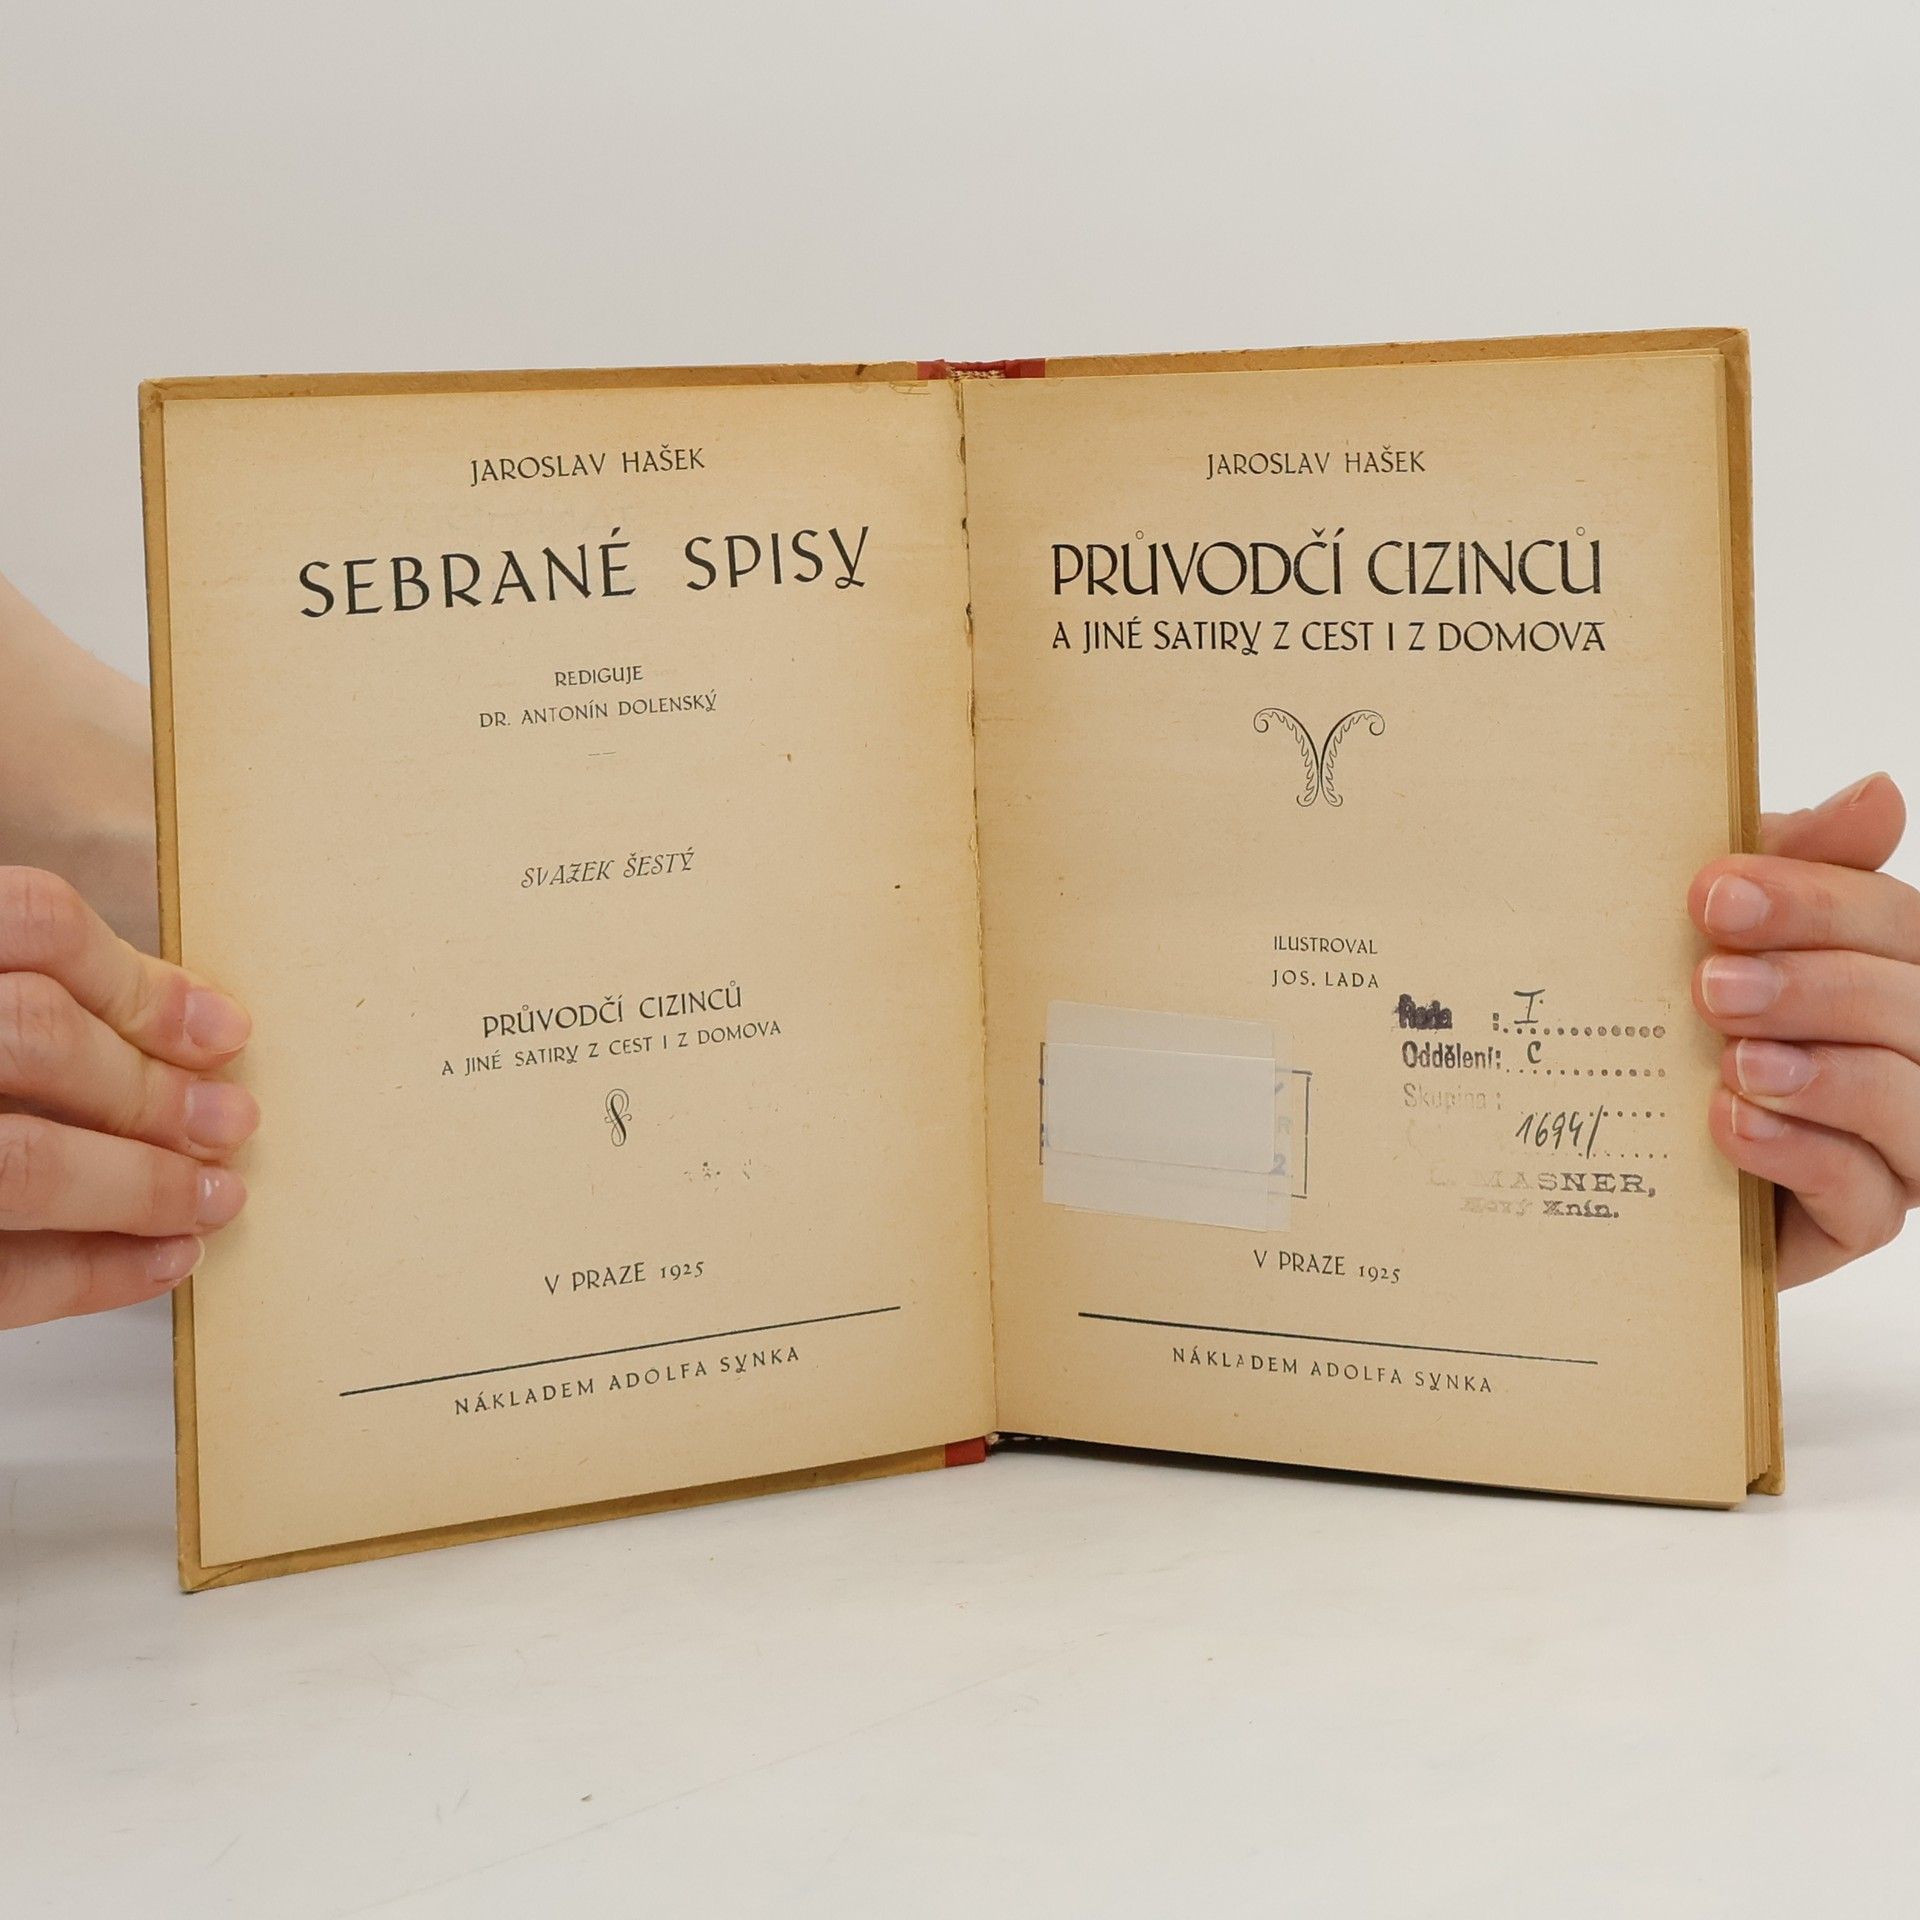 JAROSLAV HAŠEK
SEBRANÉ SPISY
REDIGUJE
DR. ANTONÍN DOLENSKÝ
SVAZEK ŠESTÝ
PRŮVODČÍ CIZINCŮ
A JINÉ SATIRY Z CEST I Z DOMOVA
V PRAZE 1925
NÁKLADEM ADOLFA SYNKA
JAROSLAV HAŠEK
PRŮVODČÍ CIZINCŮ
A JINÉ SATIRY Z CEST I Z DOMOVA
ILUSTROVAL
JOS. LADA
Řada : I.
Oddělení: C
Skupina :
1694/
MASNER,
Nový Knín.
V PRAZE 1925
NÁKLADEM ADOLFA SYNKA